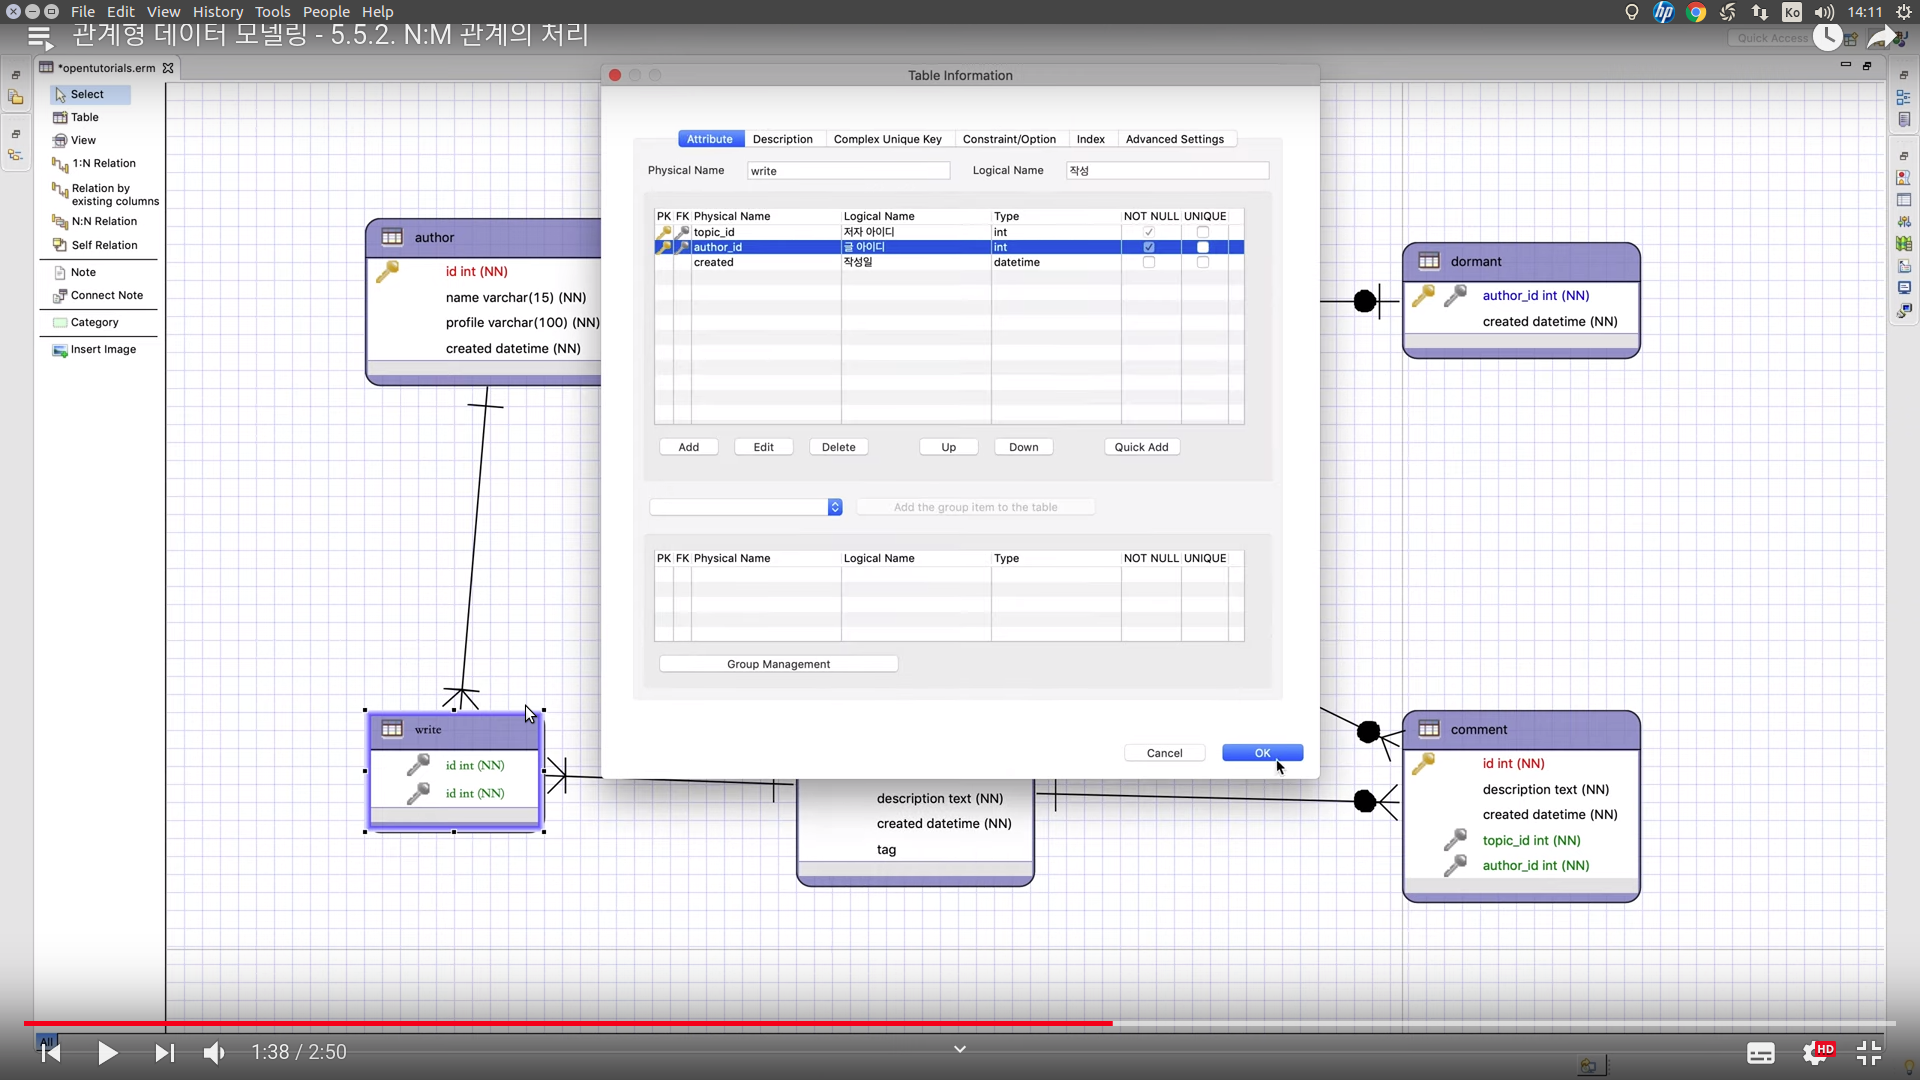 File Edit View History Tools People Help
Ko
14:11
관계형 데이터 모델링 - 5.5.2. N:M 관계의 처리
Quick Access
*opentutorials.erm
Select
Table
View
1:N Relation
Relation by
existing columns
N:N Relation
Self Relation
Note
Connect Note
Category
Insert Image
author
id int (NN)
name varchar(15) (NN)
profile varchar(100) (NN)
created datetime (NN)
write
id int (NN)
id int (NN)
Table Information
Attribute Description Complex Unique Key Constraint/Option Index Advanced Settings
Physical Name write Logical Name 작성
PK FK Physical Name Logical Name Type NOT NULL UNIQUE
topic_id 저자 아이디 int
author_id 글 아이디 int
created 작성일 datetime
Add Edit Delete Up Down Quick Add
Add the group item to the table
PK FK Physical Name Logical Name Type NOT NULL UNIQUE
Group Management
Cancel OK
description text (NN)
created datetime (NN)
tag
dormant
author_id int (NN)
created datetime (NN)
comment
id int (NN)
description text (NN)
created datetime (NN)
topic_id int (NN)
author_id int (NN)
All
1:38 / 2:50
HD
hp